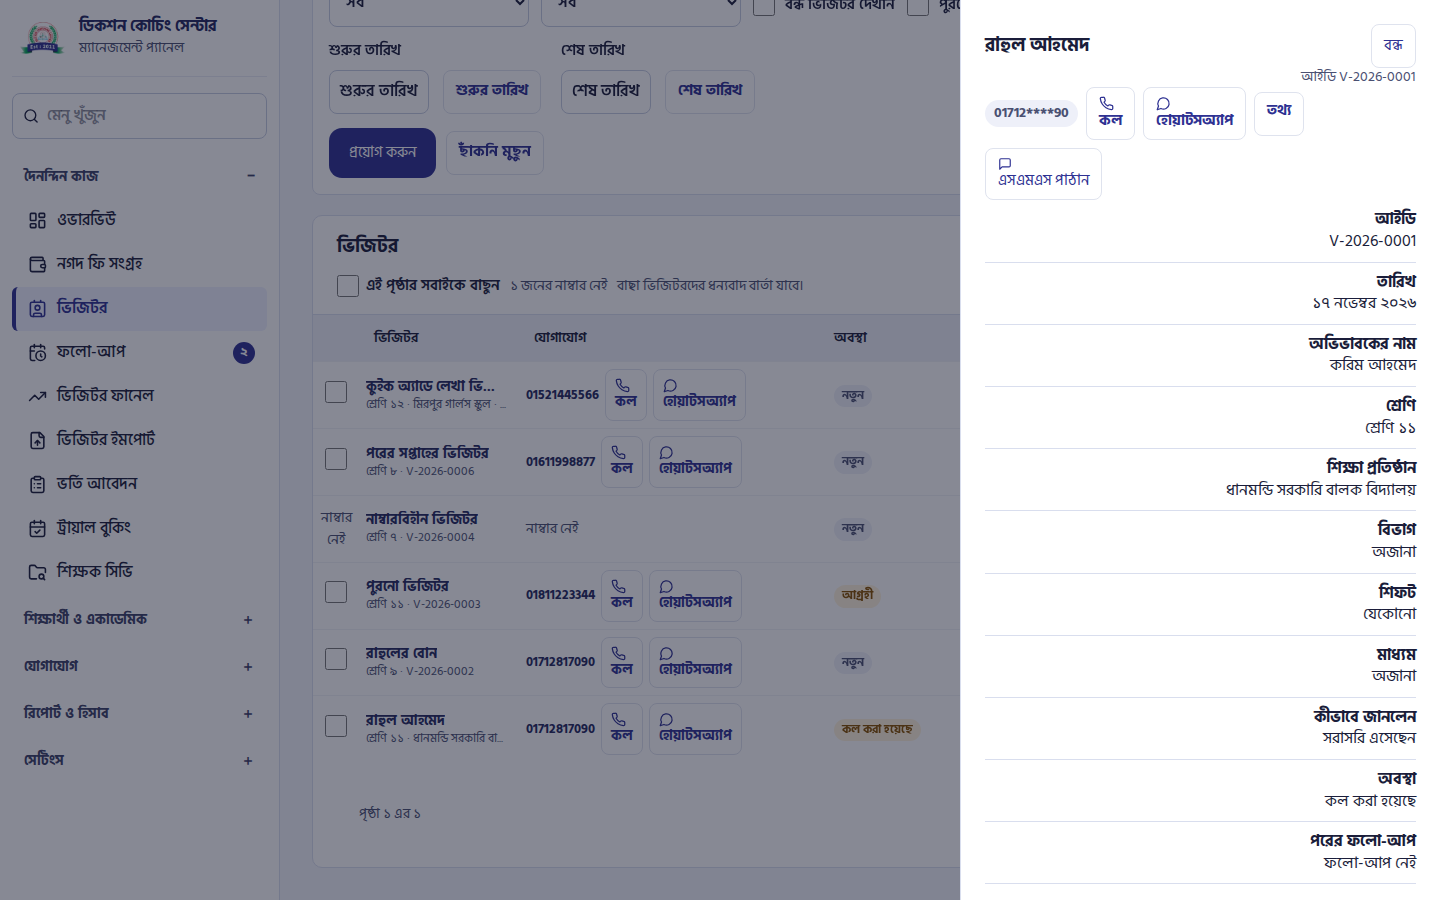 ডিকশন কোচিং সেন্টার
ম্যানেজমেন্ট প্যানেল
মেনু খুঁজুন
দৈনন্দিন কাজ −
ওভারভিউ
নগদ ফি সংগ্রহ
ভিজিটর
ফলো-আপ ২
ভিজিটর ফানেল
ভিজিটর ইমপোর্ট
ভর্তি আবেদন
ট্রায়াল বুকিং
শিক্ষক সিভি
শিক্ষার্থী ও একাডেমিক +
যোগাযোগ +
রিপোর্ট ও হিসাব +
সেটিংস +
সব সব বন্ধ ভিজিটর দেখান
শুরুর তারিখ শেষ তারিখ
শুরুর তারিখ শুরুর তারিখ শেষ তারিখ শেষ তারিখ
প্রয়োগ করুন ছাঁকনি মুছুন
ভিজিটর
এই পৃষ্ঠার সবাইকে বাছুন ১ জনের নাম্বার নেই বাছা ভিজিটরদের ধন্যবাদ বার্তা যাবে।
ভিজিটর যোগাযোগ অবস্থা
কুইক অ্যাডে লেখা ভি...
শ্রেণি ১২ · মিরপুর গার্লস স্কুল · ...
01521445566 কল হোয়াটসঅ্যাপ নতুন
পরের সপ্তাহের ভিজিটর
শ্রেণি ৮ · V-2026-0006
01611998877 কল হোয়াটসঅ্যাপ নতুন
নাম্বার নেই
নাম্বারবিহীন ভিজিটর
শ্রেণি ৭ · V-2026-0004
নাম্বার নেই নতুন
পুরনো ভিজিটর
শ্রেণি ১১ · V-2026-0003
01811223344 কল হোয়াটসঅ্যাপ আগ্রহী
রাহুলের বোন
শ্রেণি ৯ · V-2026-0002
01712817090 কল হোয়াটসঅ্যাপ নতুন
রাহুল আহমেদ
শ্রেণি ১১ · ধানমন্ডি সরকারি বা...
01712817090 কল হোয়াটসঅ্যাপ কল করা হয়েছে
পৃষ্ঠা ১ এর ১
রাহুল আহমেদ বন্ধ
আইডি V-2026-0001
01712****90 কল হোয়াটসঅ্যাপ তথ্য
এসএমএস পাঠান
আইডি
V-2026-0001
তারিখ
১৭ নভেম্বর ২০২৬
অভিভাবকের নাম
করিম আহমেদ
শ্রেণি
শ্রেণি ১১
শিক্ষা প্রতিষ্ঠান
ধানমন্ডি সরকারি বালক বিদ্যালয়
বিভাগ
অজানা
শিফট
যেকোনো
মাধ্যম
অজানা
কীভাবে জানলেন
সরাসরি এসেছেন
অবস্থা
কল করা হয়েছে
পরের ফলো-আপ
ফলো-আপ নেই